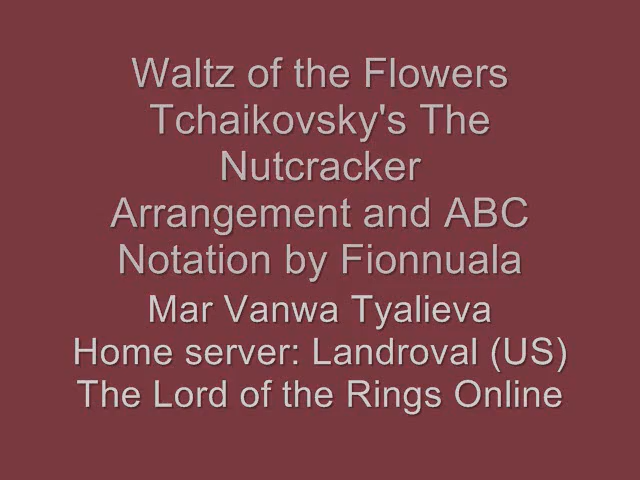 Waltz of the Flowers
Tchaikovsky's The
Nutcracker
Arrangement and ABC
Notation by Fionnuala
Mar Vanwa Tyalieva
Home server: Landroval (US)
The Lord of the Rings Online